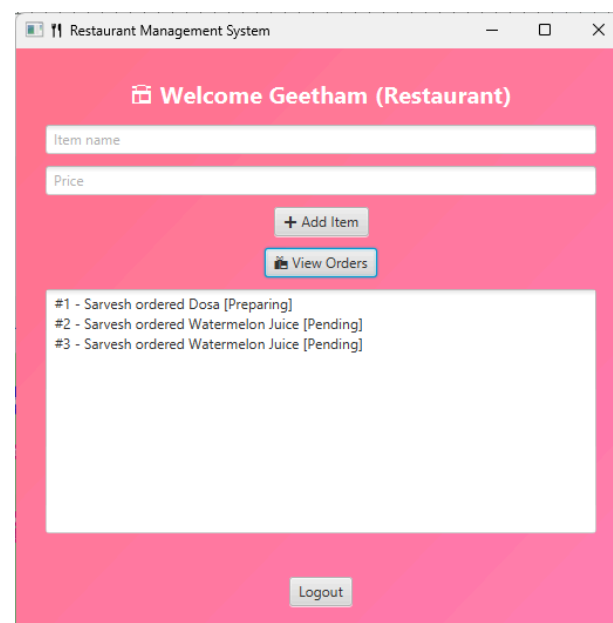 Restaurant Management System
Welcome Geetham (Restaurant)
Item name
Price
+ Add Item
View Orders
#1 - Sarvesh ordered Dosa [Preparing]
#2 - Sarvesh ordered Watermelon Juice [Pending]
#3 - Sarvesh ordered Watermelon Juice [Pending]
Logout